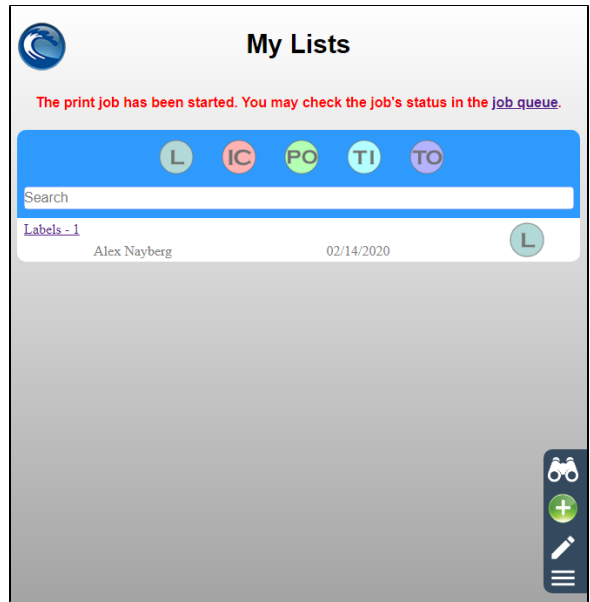 My Lists
The print job has been started. You may check the job's status in the job queue.
L IC PO TI TO
Search
Labels - 1
Alex Nayberg 02/14/2020 L